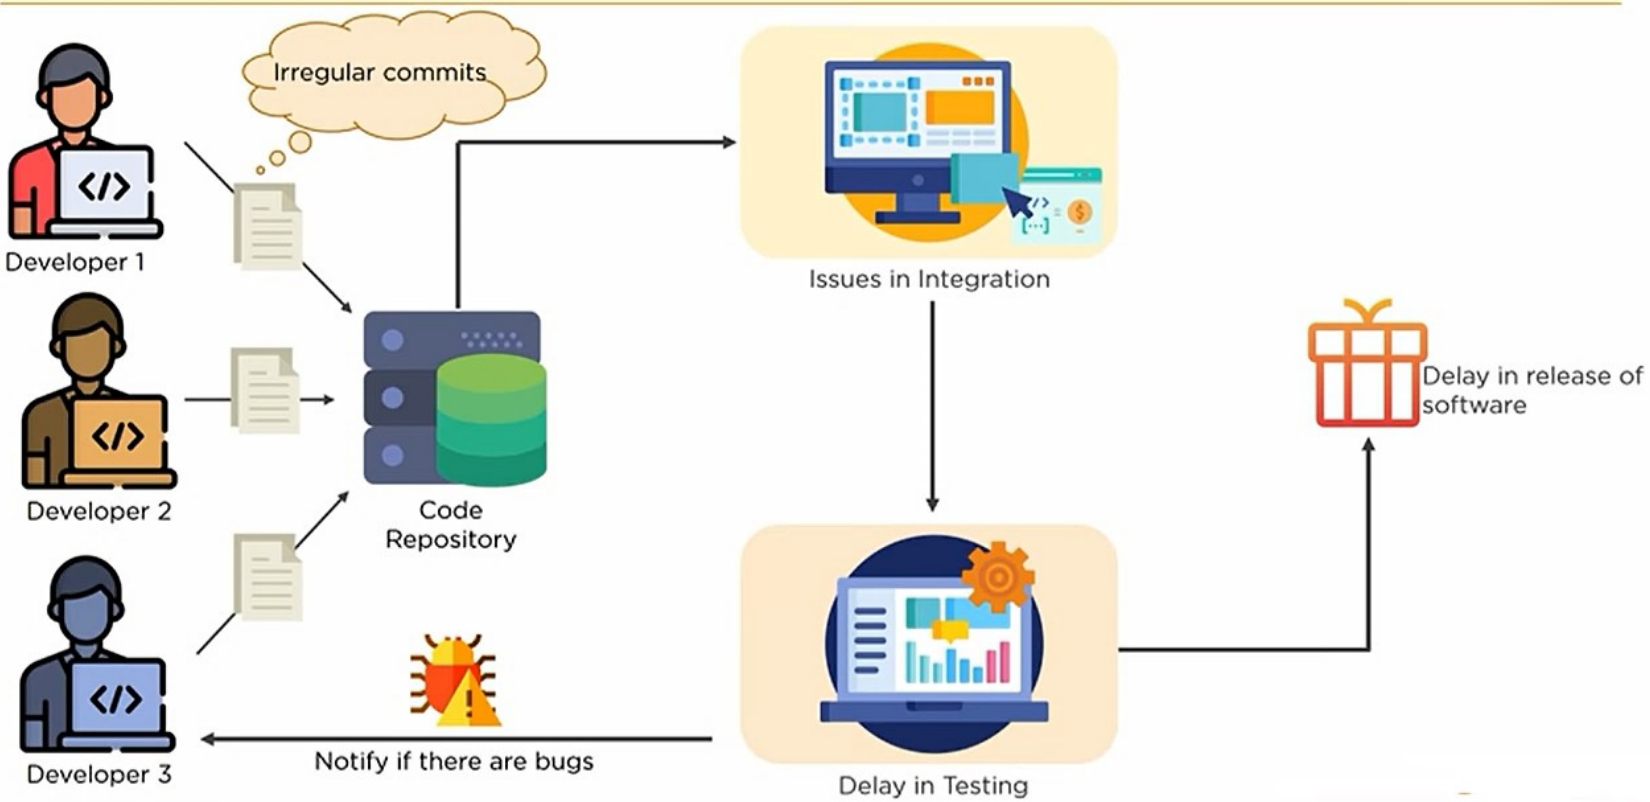 Irregular commits
</>
Developer 1
</>
Developer 2
</>
Developer 3
Code
Repository
Issues in Integration
</>
{...}
$
Delay in Testing
Notify if there are bugs
Delay in release of
software